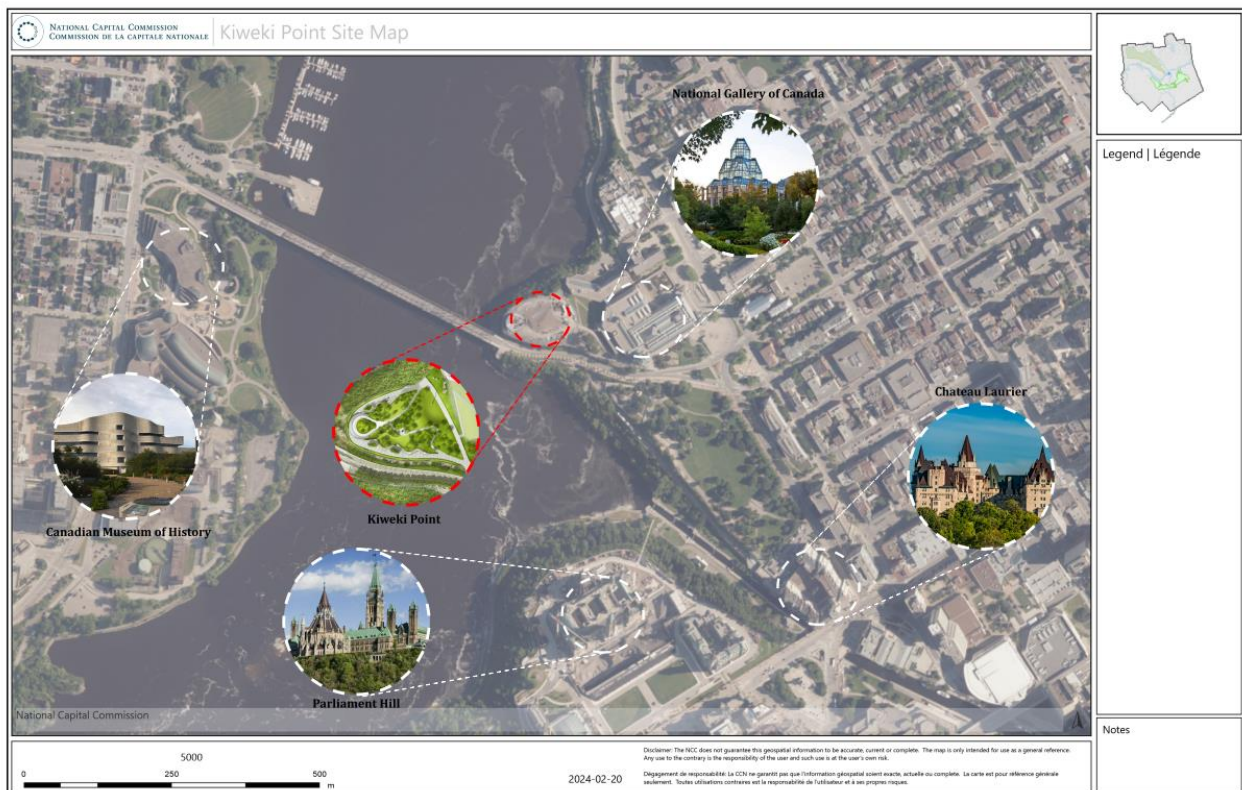 NATIONAL CAPITAL COMMISSION
COMMISSION DE LA CAPITALE NATIONALE
Kiweki Point Site Map
National Gallery of Canada
Chateau Laurier
Canadian Museum of History
Kiweki Point
Parliament Hill
National Capital Commission
Legend | Légende
Notes
5000
0 250 500
m
2024-02-20
Disclaimer: The NCC does not guarantee this geospatial information to be accurate, current or complete. The map is only intended for use as a general reference.
Any use to the contrary is the responsibility of the user and such use is at the user's own risk.
Dégagement de responsabilité: La CCN ne garantit pas que l'information géospatial soient exacte, actuelle ou complete. La carte est pour référence générale
seulement. Toutes utilisations contraires est la responsabilité de l'utilisateur et à ses propres risques.